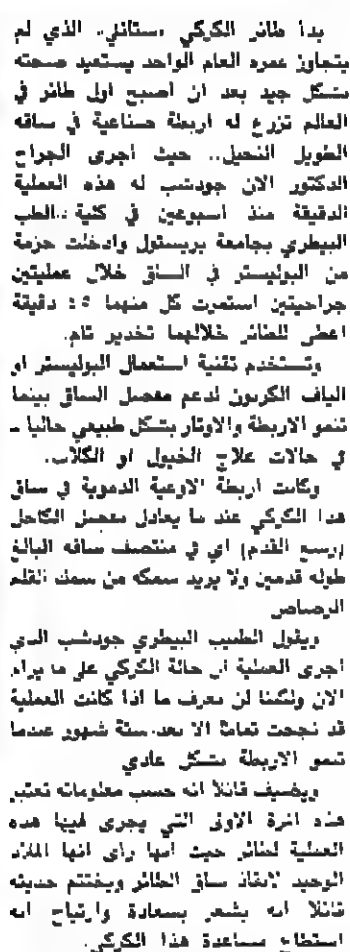 بدأ طائر الكركي «ستانلي» الذي لم
يتجاوز عمره العام الواحد يستعيد صحته
بشكل جيد بعد ان اصبح اول طائر في
العالم تزرع له اربطة صناعية في ساقه
الطويل النحيل.. حيث اجرى الجراح
الدكتور الان جودشب له هذه العملية
الدقيقة منذ اسبوعين في كلية الطب
البيطري بجامعة بريستول وادخلت حزمة
من البوليستر في الساق خلال عمليتين
جراحيتين استمرت كل منهما ٤٥ دقيقة
اعطى للطائر خلالهما تخدير تام.
وتستخدم تقنية استعمال البوليستر او
الياف الكربون لدعم مفصل الساق بينما
تنمو الاربطة والاوتار بشكل طبيعي حاليا ـ
في حالات علاج الخيول او الكلاب.
وكانت اربطة الاوعية الدموية في ساق
هذا الكركي عند ما يعادل مفصل الكاحل
(رسغ القدم) اي في منتصف ساقه البالغ
طوله قدمين ولا يزيد سمكه عن سمك القلم
الرصاص
ويقول الطبيب البيطري جودشب الذي
اجرى العملية ان حالة الكركي على ما يرام
الان ولكننا لن نعرف ما اذا كانت العملية
قد نجحت تماما الا بعد ستة شهور عندما
تنمو الاربطة بشكل عادي
ويضيف قائلا انه حسب معلوماته تعتبر
هذه المرة الاولى التي يجرى فيها هذه
العملية لطائر حيث انها رأى انها الملاذ
الوحيد لانقاذ ساق الطائر ويختتم حديثه
قائلا انه يشعر بسعادة وارتياح انه
استطاع مساعدة هذا الكركي.